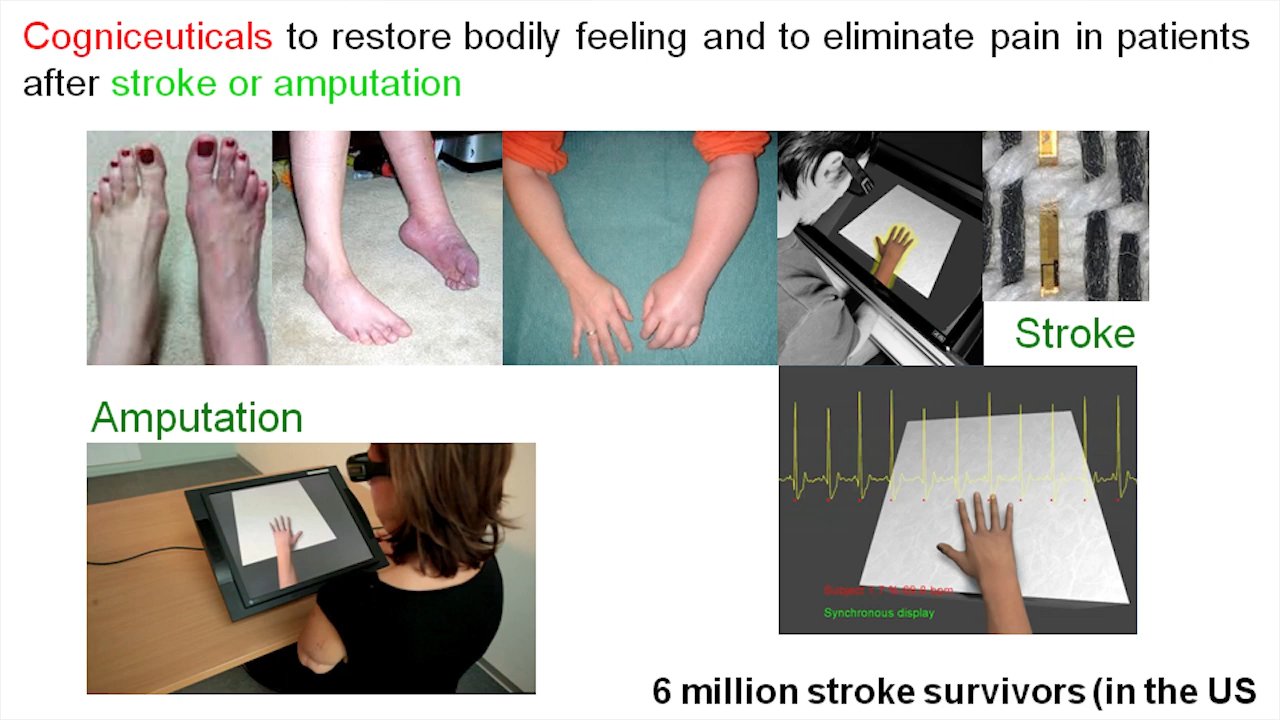 Cogniceuticals to restore bodily feeling and to eliminate pain in patients
after stroke or amputation
Stroke
Amputation
Synchronous display
6 million stroke survivors (in the US